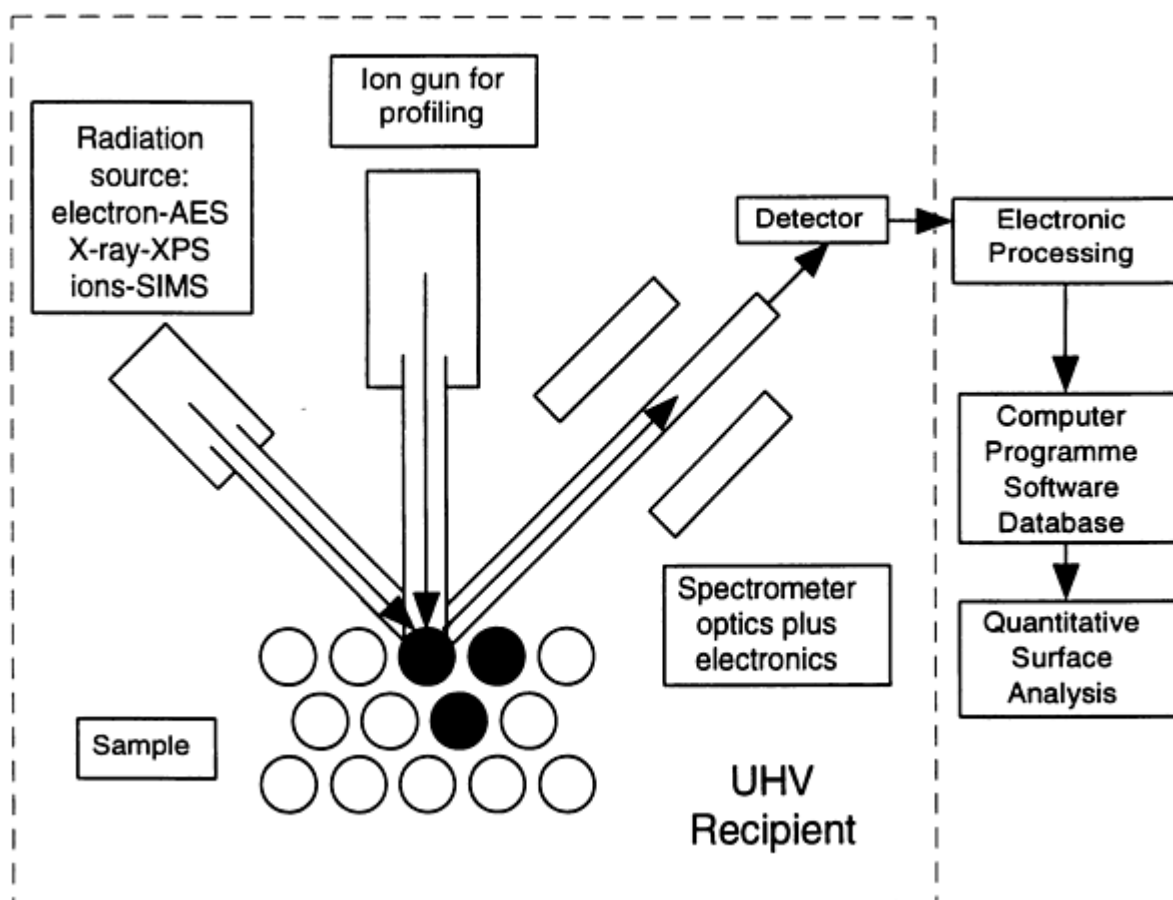 Ion gun for
profiling
Radiation
source:
electron-AES
X-ray-XPS
ions-SIMS
Detector
Electronic
Processing
Computer
Programme
Software
Database
Spectrometer
optics plus
electronics
Quantitative
Surface
Analysis
Sample
UHV
Recipient